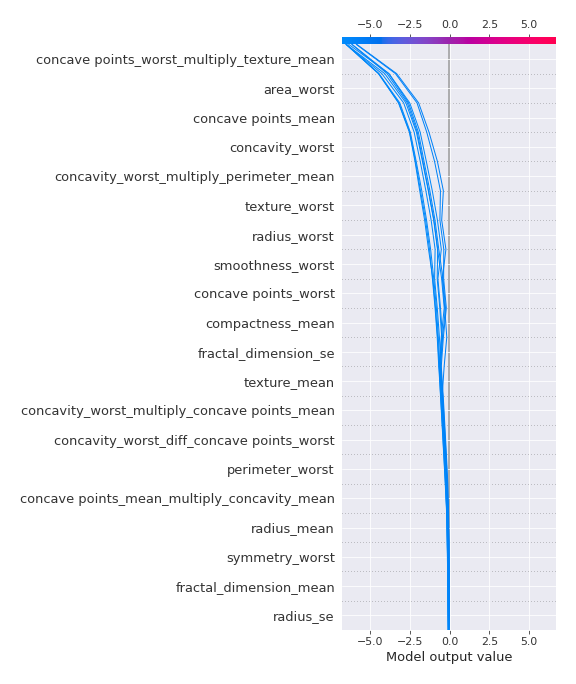 −5.0 −2.5 0.0 2.5 5.0
concave points_worst_multiply_texture_mean
area_worst
concave points_mean
concavity_worst
concavity_worst_multiply_perimeter_mean
texture_worst
radius_worst
smoothness_worst
concave points_worst
compactness_mean
fractal_dimension_se
texture_mean
concavity_worst_multiply_concave points_mean
concavity_worst_diff_concave points_worst
perimeter_worst
concave points_mean_multiply_concavity_mean
radius_mean
symmetry_worst
fractal_dimension_mean
radius_se
−5.0 −2.5 0.0 2.5 5.0
Model output value